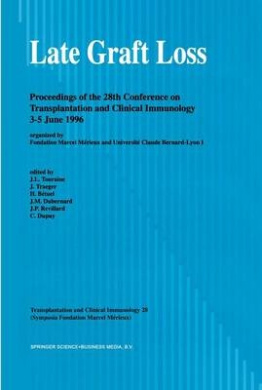 Late Graft Loss
Proceedings of the 28th Conference on
Transplantation and Clinical Immunology
3-5 June 1996
organized by
Fondation Marcel Mérieux and Université Claude Bernard-Lyon I
edited by
J.L. Touraine
J. Traeger
H. Bétuel
J.M. Dubernard
J.P. Revillard
C. Dupuy
Transplantation and Clinical Immunology 28
(Symposia Fondation Marcel Mérieux)
SPRINGER SCIENCE+BUSINESS MEDIA, B.V.